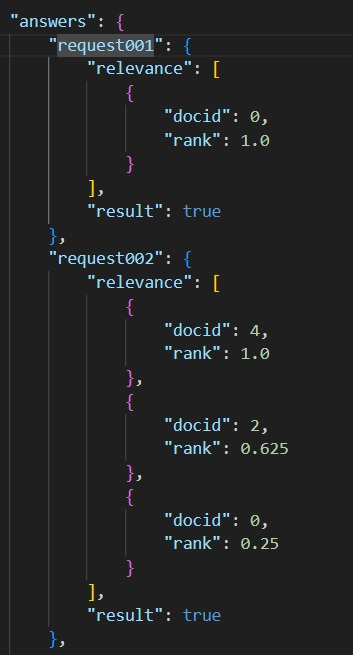 "answers": {
    "request001": {
        "relevance": [
            {
                "docid": 0,
                "rank": 1.0
            }
        ],
        "result": true
    },
    "request002": {
        "relevance": [
            {
                "docid": 4,
                "rank": 1.0
            },
            {
                "docid": 2,
                "rank": 0.625
            },
            {
                "docid": 0,
                "rank": 0.25
            }
        ],
        "result": true
    },